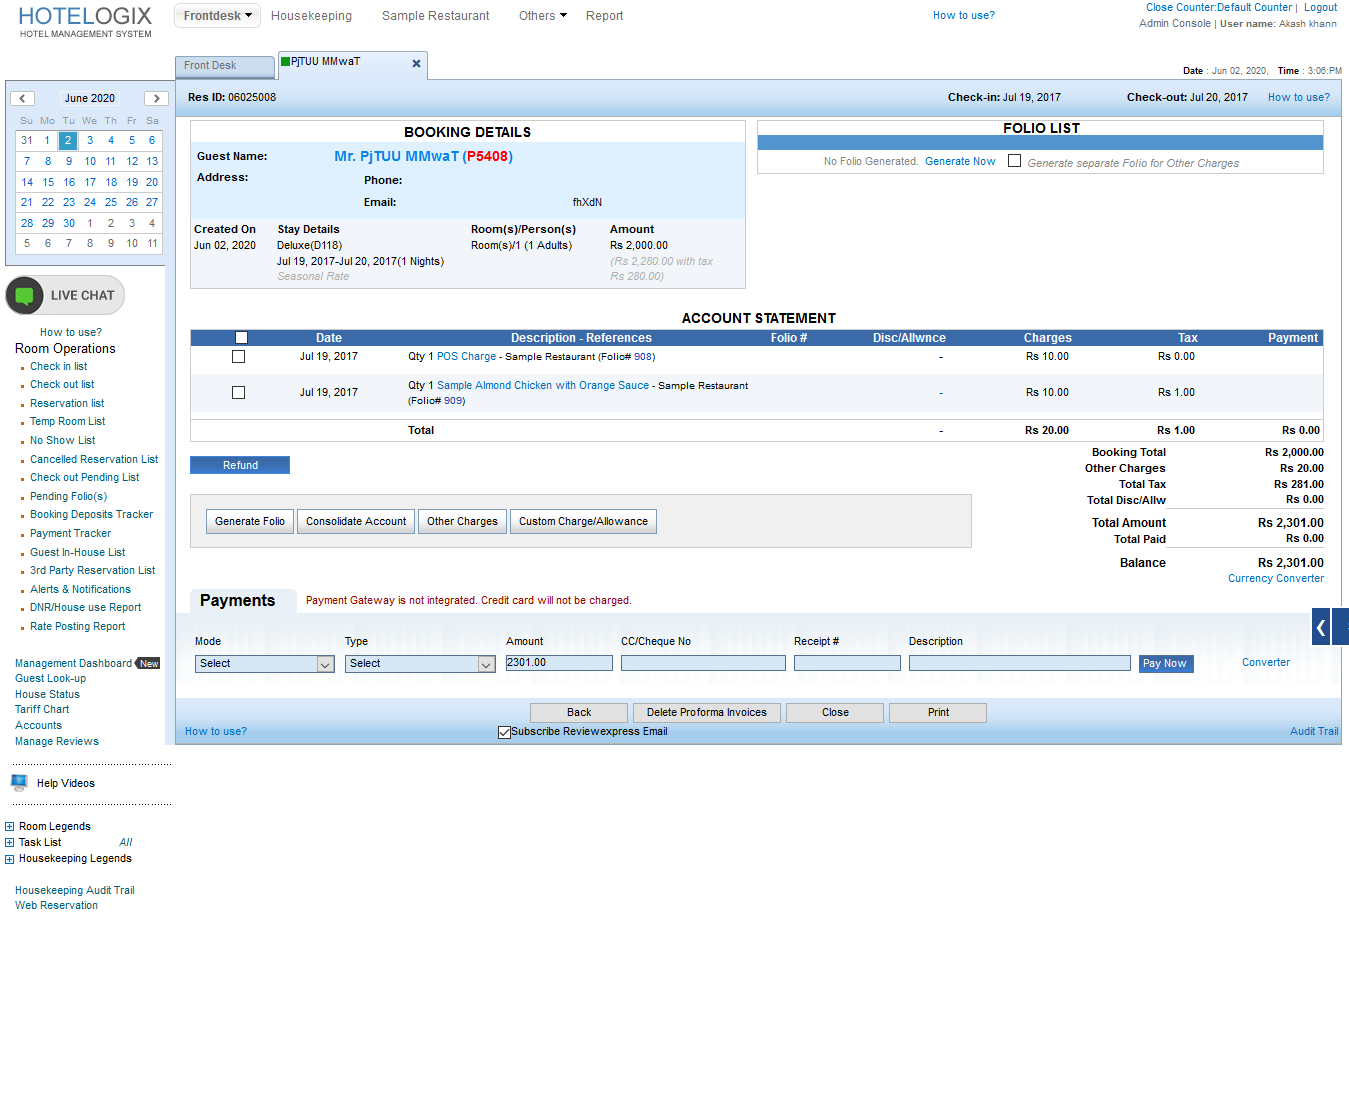 HOTELOGIX
HOTEL MANAGEMENT SYSTEM
Frontdesk Housekeeping Sample Restaurant Others Report
How to use?
Close Counter:Default Counter | Logout
Admin Console | User name: Akash khann
Front Desk
PjTUU MMwaT
Date : Jun 02, 2020, Time : 3:06:PM
Res ID: 06025008 Check-in: Jul 19, 2017 Check-out: Jul 20, 2017 How to use?
June 2020
Su Mo Tu We Th Fr Sa
31 1 2 3 4 5 6
7 8 9 10 11 12 13
14 15 16 17 18 19 20
21 22 23 24 25 26 27
28 29 30 1 2 3 4
5 6 7 8 9 10 11
LIVE CHAT
How to use?
Room Operations
Check in list
Check out list
Reservation list
Temp Room List
No Show List
Cancelled Reservation List
Check out Pending List
Pending Folio(s)
Booking Deposits Tracker
Payment Tracker
Guest In-House List
3rd Party Reservation List
Alerts & Notifications
DNR/House use Report
Rate Posting Report
Management Dashboard New
Guest Look-up
House Status
Tariff Chart
Accounts
Manage Reviews
Help Videos
Room Legends
Task List All
Housekeeping Legends
Housekeeping Audit Trail
Web Reservation
BOOKING DETAILS
Guest Name: Mr. PjTUU MMwaT (P5408)
Address:
Phone:
Email: fhXdN
Created On Stay Details Room(s)/Person(s) Amount
Jun 02, 2020 Deluxe(D118) Room(s)/1 (1 Adults) Rs 2,000.00
Jul 19, 2017-Jul 20, 2017(1 Nights) (Rs 2,280.00 with tax
Seasonal Rate Rs 280.00)
FOLIO LIST
No Folio Generated. Generate Now Generate separate Folio for Other Charges
ACCOUNT STATEMENT
Date Description - References Folio # Disc/Allwnce Charges Tax Payment
Jul 19, 2017 Qty 1 POS Charge - Sample Restaurant (Folio# 908) - Rs 10.00 Rs 0.00
Jul 19, 2017 Qty 1 Sample Almond Chicken with Orange Sauce - Sample Restaurant - Rs 10.00 Rs 1.00
(Folio# 909)
Total - Rs 20.00 Rs 1.00 Rs 0.00
Refund
Booking Total Rs 2,000.00
Other Charges Rs 20.00
Total Tax Rs 281.00
Total Disc/Allw Rs 0.00
Total Amount Rs 2,301.00
Total Paid Rs 0.00
Balance Rs 2,301.00
Currency Converter
Generate Folio Consolidate Account Other Charges Custom Charge/Allowance
Payments Payment Gateway is not integrated. Credit card will not be charged.
Mode Type Amount CC/Cheque No Receipt # Description
Select Select 2301.00 Pay Now Converter
Back Delete Proforma Invoices Close Print
How to use? Subscribe Reviewexpress Email Audit Trail